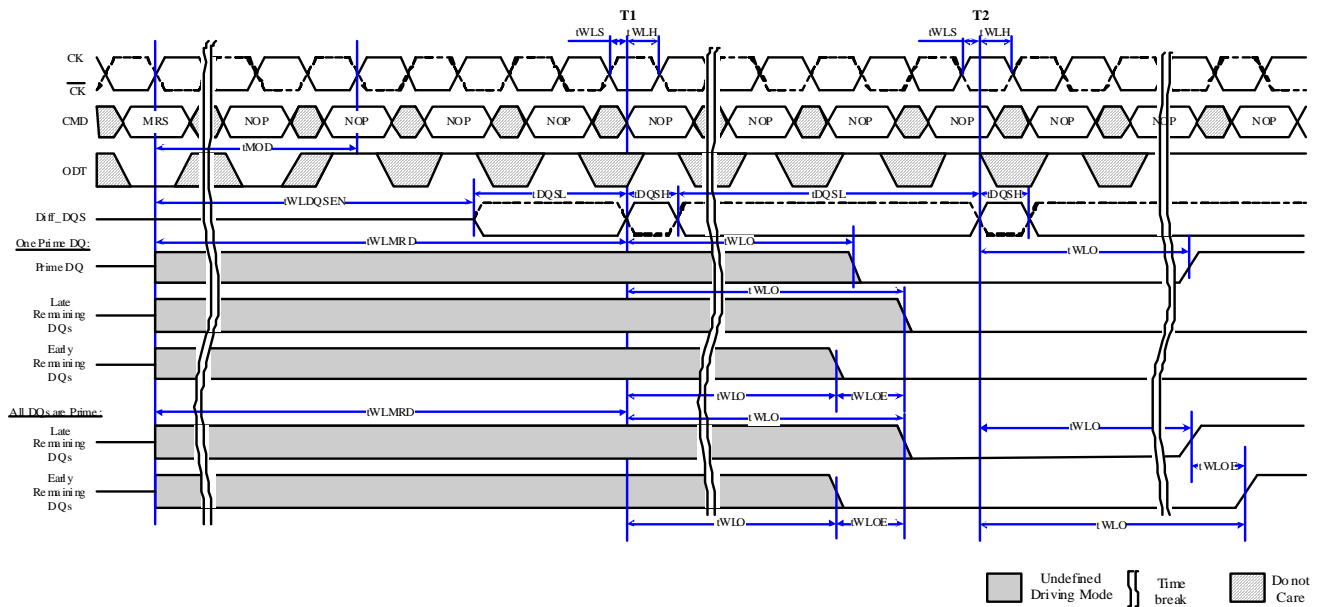 T1 T2
tWLS tWLH tWLS tWLH
CK
CK
CMD MRS NOP NOP NOP NOP NOP NOP NOP NOP NOP NOP NOP
tMOD
ODT
tWLDQSEN tDQSL tDQSH tDQSL tDQSH
Diff_DQS
One Prime DQ: tWLMRD tWLO tWLO
Prime DQ
tWLO
Late
Remaining
DQs
Early
Remaining
DQs
tWLO tWLOE
All DQs are Prime: tWLMRD tWLO
tWLO
Late
Remaining
DQs
tWLOE
Early
Remaining
DQs
tWLO tWLOE tWLO
Undefined
Driving Mode
Time
break
Do not
Care